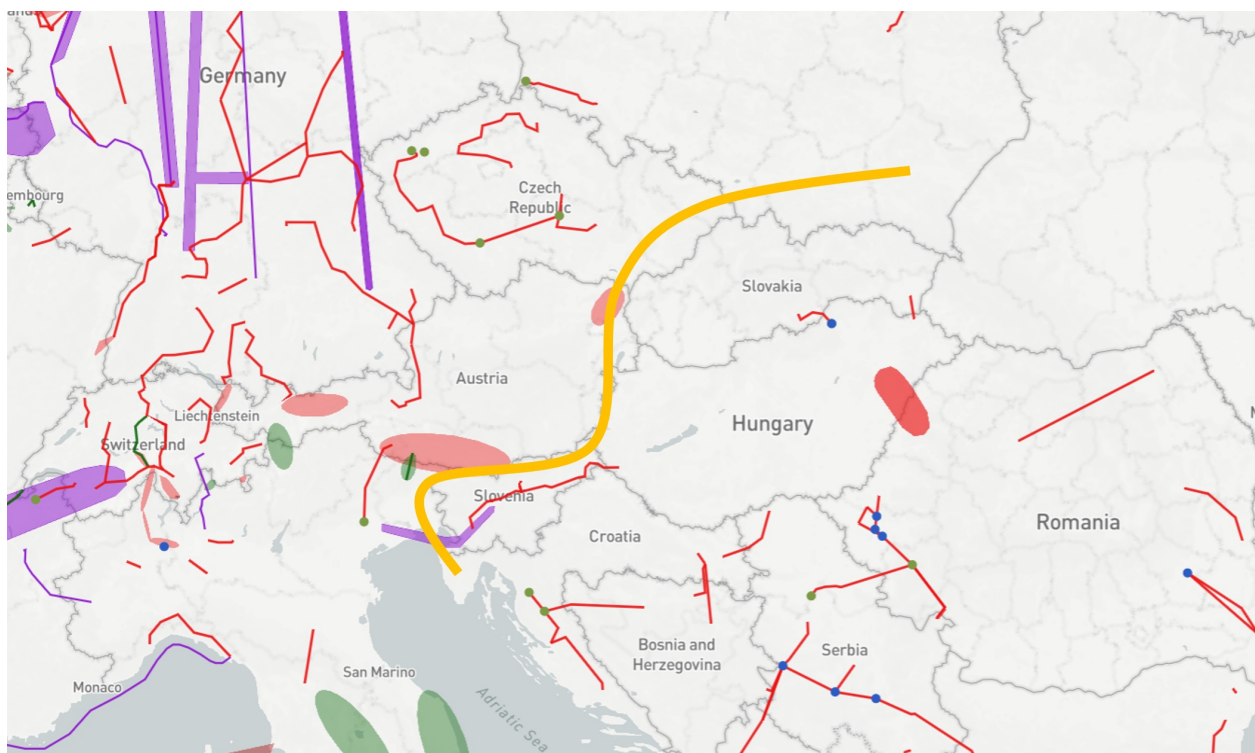 Germany
embourg
Czech
Republic
Slovakia
Austria
Liechtenstein
Switzerland
Hungary
Slovenia
Croatia
Romania
Bosnia and
Herzegovina
Serbia
San Marino
Monaco
Adriatic Sea